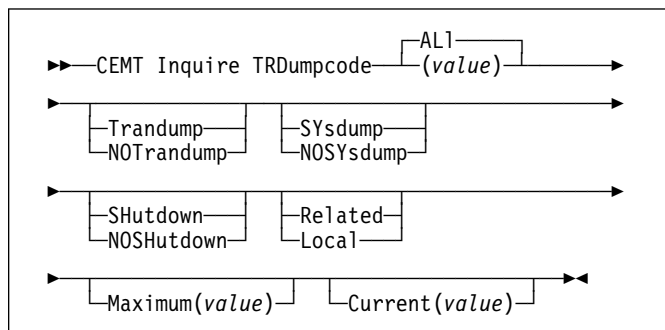 ALl
CEMT Inquire TRDumpcode (value)
Trandump SYsdump
NOTrandump NOSYsdump
SHutdown Related
NOSHutdown Local
Maximum(value) Current(value)